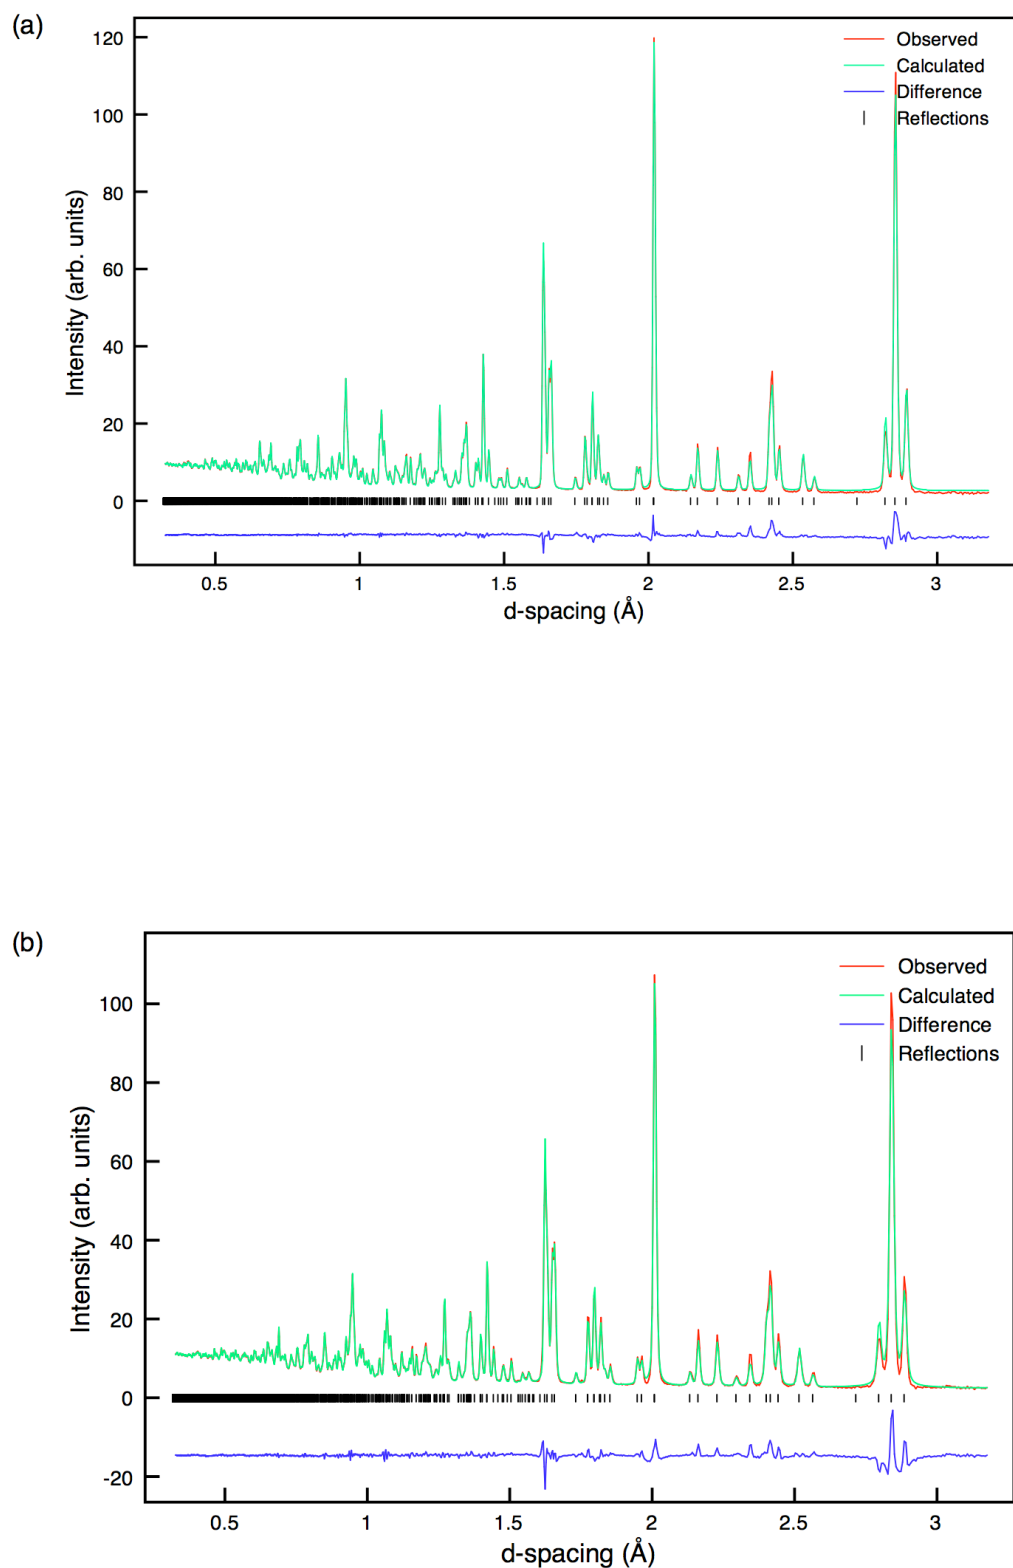 (a)
120
100
80
60
40
20
0
Intensity (arb. units)
Observed
Calculated
Difference
Reflections
0.5 1 1.5 2 2.5 3
d-spacing (Å)
(b)
100
80
60
40
20
0
-20
Intensity (arb. units)
Observed
Calculated
Difference
Reflections
0.5 1 1.5 2 2.5 3
d-spacing (Å)